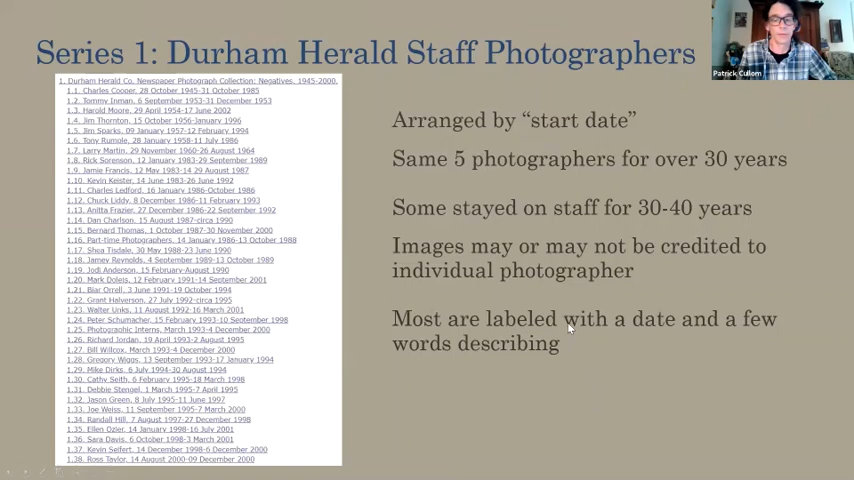 Series 1: Durham Herald Staff Photographers
Patrick Cullom
1. Durham Herald Co. Newspaper Photograph Collection: Negatives, 1945-2000.
1.1. Charles Cooper, 28 October 1945-31 October 1985
1.2. Tommy Inman, 6 September 1953-31 December 1953
1.3. Harold Moore, 29 April 1954-17 June 2002
1.4. Jim Thornton, 15 October 1956-January 1996
1.5. Jim Sparks, 09 January 1957-12 February 1994
1.6. Tony Rumple, 28 January 1958-11 July 1986
1.7. Larry Martin, 29 November 1960-26 August 1964
1.8. Rick Sorenson, 12 January 1983-29 September 1989
1.9. Jamie Francis, 12 May 1983-14 29 August 1987
1.10. Kevin Keister, 14 June 1983-26 June 1992
1.11. Charles Ledford, 16 January 1986-October 1986
1.12. Chuck Liddy, 8 December 1986-11 February 1993
1.13. Anitta Frazier, 27 December 1986-22 September 1992
1.14. Dan Charlson, 15 August 1987-circa 1990
1.15. Bernard Thomas, 1 October 1987-30 November 2000
1.16. Part-time Photographers, 14 January 1986-13 October 1988
1.17. Shea Tisdale, 30 May 1988-23 June 1990
1.18. Jamey Reynolds, 4 September 1989-13 October 1989
1.19. Jodi Anderson, 15 February-August 1990
1.20. Mark Doleis, 12 February 1991-14 September 2001
1.21. Biar Orrell, 3 June 1991-19 October 1994
1.22. Grant Halverson, 27 July 1992-circa 1995
1.23. Walter Unks, 11 August 1992-16 March 2001
1.24. Peter Schumacher, 15 February 1993-10 September 1998
1.25. Photographic Interns, March 1993-4 December 2000
1.26. Richard Jordan, 19 April 1993-2 August 1995
1.27. Bill Willcox, March 1993-4 December 2000
1.28. Gregory Wiggs, 13 September 1993-17 January 1994
1.29. Mike Dirks, 6 July 1994-30 August 1994
1.30. Cathy Seith, 6 February 1995-18 March 1998
1.31. Debbie Stengel, 1 March 1995-7 April 1995
1.32. Jason Green, 8 July 1995-11 June 1997
1.33. Joe Weiss, 11 September 1995-7 March 2000
1.34. Randall Hill, 7 August 1997-27 December 1998
1.35. Ellen Ozier, 14 January 1998-16 July 2001
1.36. Sara Davis, 6 October 1998-3 March 2001
1.37. Kevin Seifert, 14 December 1998-6 December 2000
1.38. Ross Taylor, 14 August 2000-09 December 2000
Arranged by “start date”
Same 5 photographers for over 30 years
Some stayed on staff for 30-40 years
Images may or may not be credited to
individual photographer
Most are labeled with a date and a few
words describing